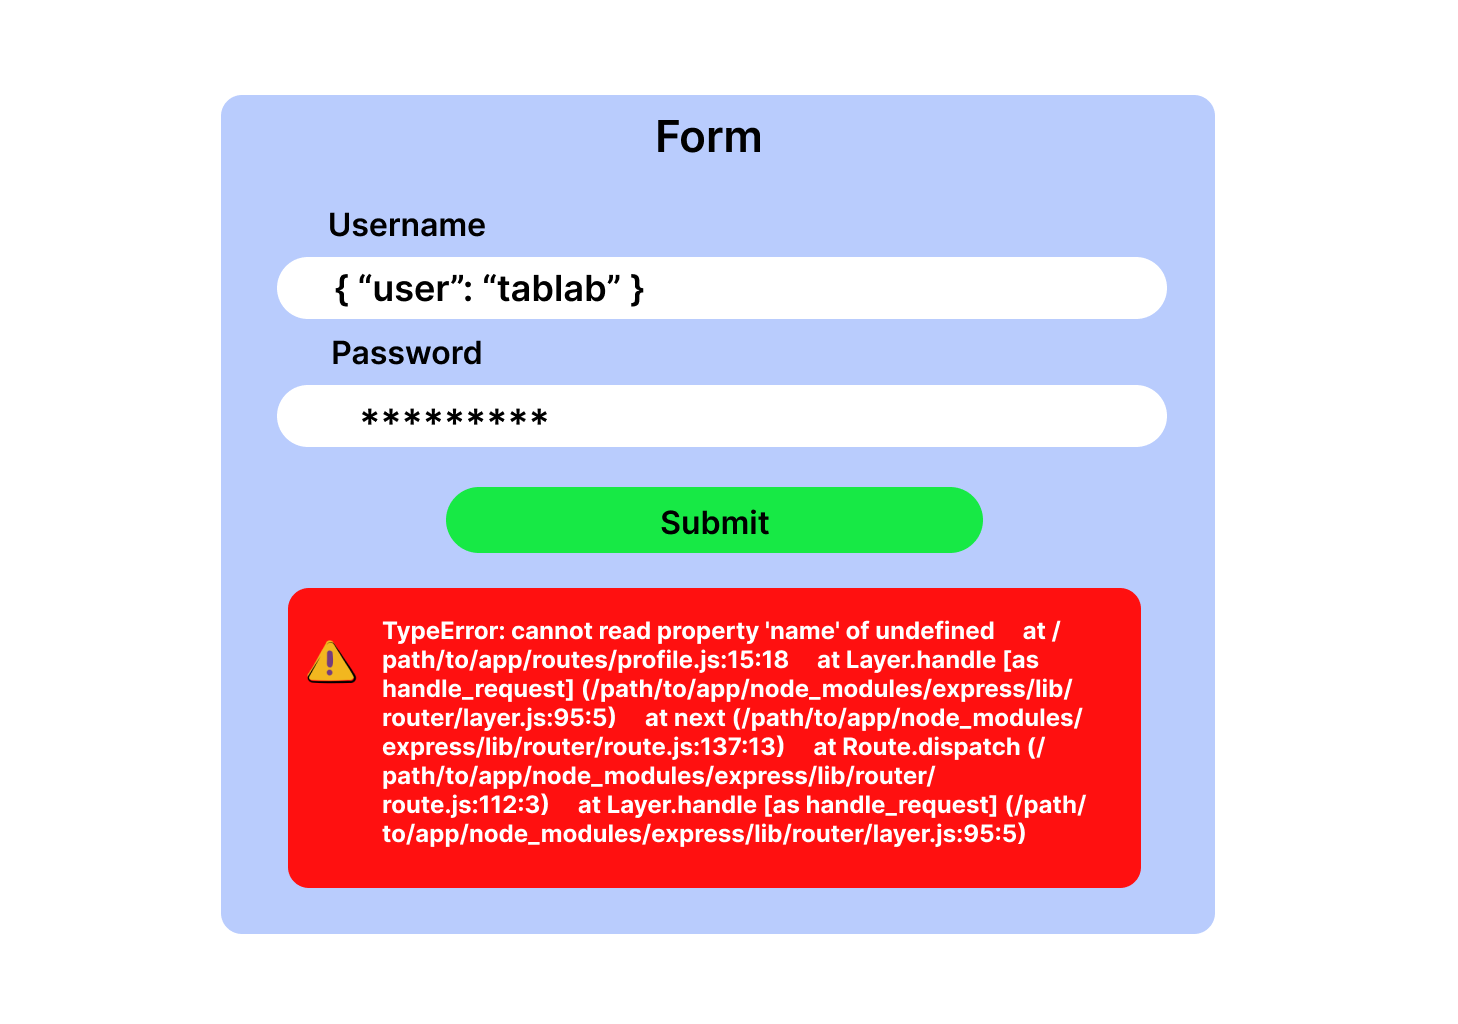 Form
Username
{ “user”: “tablab” }
Password
*********
Submit
TypeError: cannot read property 'name' of undefined    at /
path/to/app/routes/profile.js:15:18    at Layer.handle [as
handle_request] (/path/to/app/node_modules/express/lib/
router/layer.js:95:5)    at next (/path/to/app/node_modules/
express/lib/router/route.js:137:13)    at Route.dispatch (/
path/to/app/node_modules/express/lib/router/
route.js:112:3)    at Layer.handle [as handle_request] (/path/
to/app/node_modules/express/lib/router/layer.js:95:5)